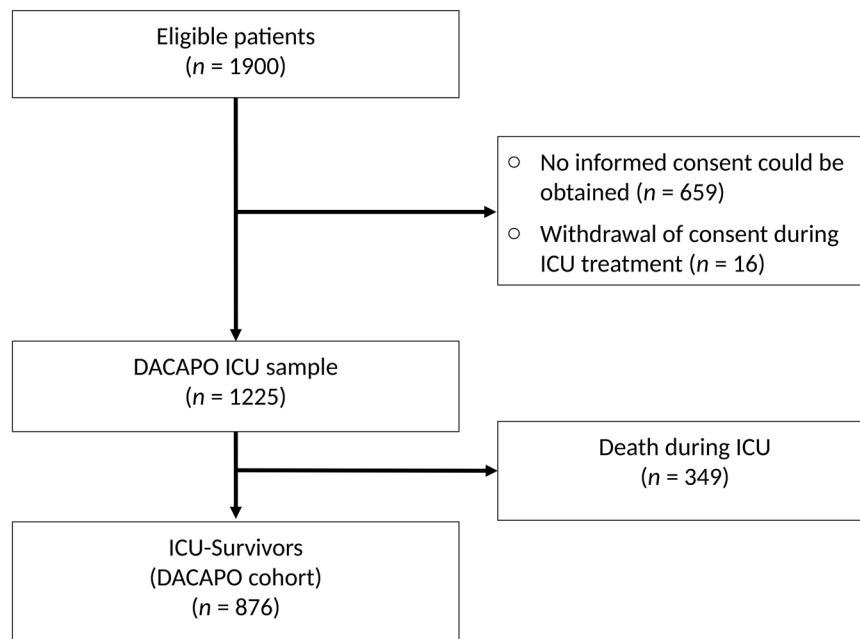 Eligible patients
(n = 1900)
○ No informed consent could be
obtained (n = 659)
○ Withdrawal of consent during
ICU treatment (n = 16)
DACAPO ICU sample
(n = 1225)
Death during ICU
(n = 349)
ICU-Survivors
(DACAPO cohort)
(n = 876)